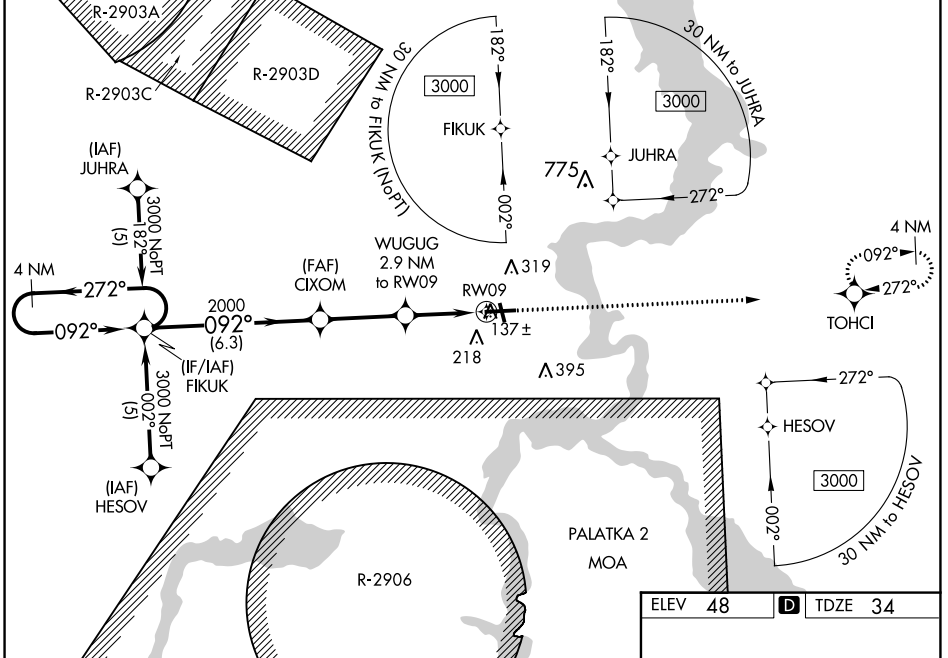 R-2903A
R-2903C
R-2903D
30 NM to FIKUK (NoPT)
3000
182°
FIKUK
002°
182°
30 NM to JUHRA
3000
JUHRA
775
272°
(IAF)
JUHRA
3000 NoPT
182°
(5)
4 NM
272°
092°
(IF/IAF)
FIKUK
2000
092°
(6.3)
(FAF)
CIXOM
WUGUG
2.9 NM
to RW09
319
RW09
137±
218
395
4 NM
092°
272°
TOHCI
3000 NoPT
002°
(5)
(IAF)
HESOV
272°
HESOV
3000
002°
30 NM to HESOV
PALATKA 2
MOA
R-2906
ELEV 48 D TDZE 34